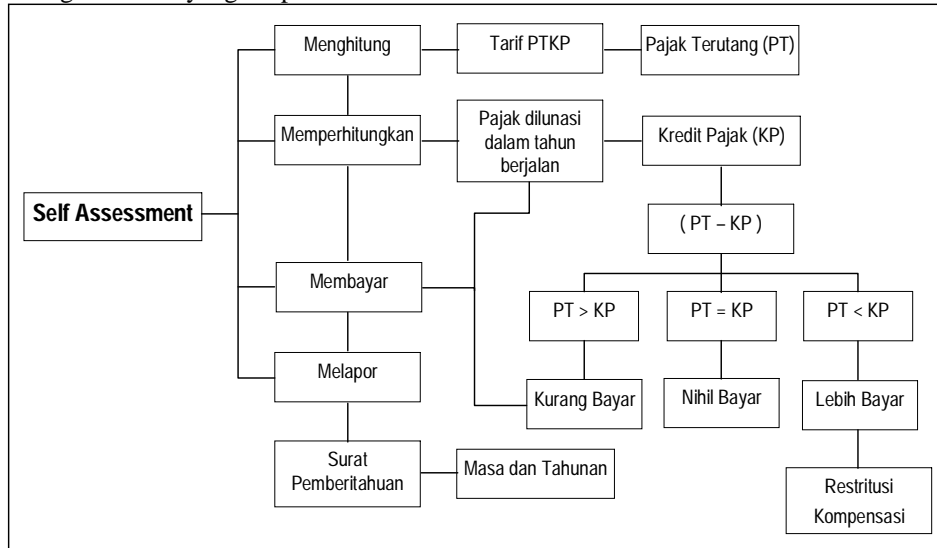 Menghitung
Tarif PTKP
Pajak Terutang (PT)
Memperhitungkan
Pajak dilunasi
dalam tahun
berjalan
Kredit Pajak (KP)
Self Assessment
( PT – KP )
Membayar
PT > KP
PT = KP
PT < KP
Melapor
Kurang Bayar
Nihil Bayar
Lebih Bayar
Surat
Pemberitahuan
Masa dan Tahunan
Restritusi
Kompensasi